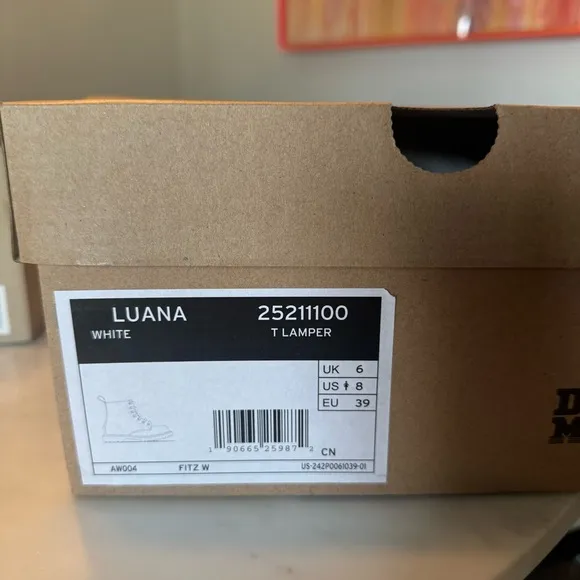 LUANA 25211100
WHITE T LAMPER
UK 6
US 8
EU 39
1 90665 25987 2 CN
AW004 FITZ W US-242P0061039-01
D
M